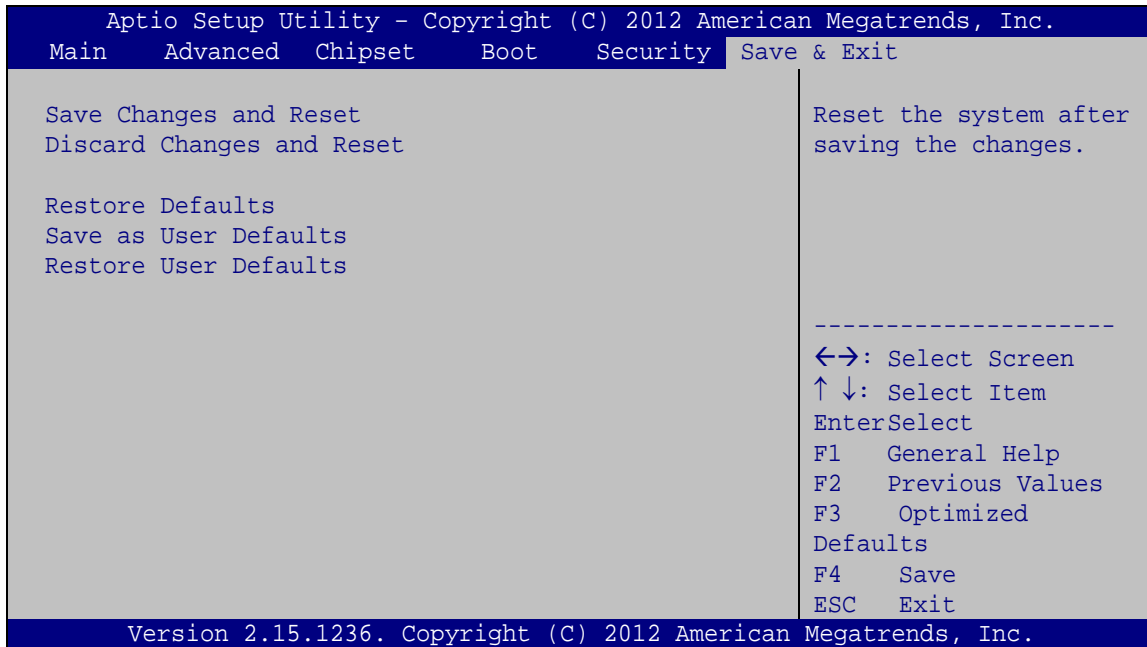 Aptio Setup Utility – Copyright (C) 2012 American Megatrends, Inc.
Main Advanced Chipset Boot Security Save & Exit
Save Changes and Reset
Discard Changes and Reset
Restore Defaults
Save as User Defaults
Restore User Defaults
Reset the system after
saving the changes.
---------------------
←→: Select Screen
↑ ↓: Select Item
EnterSelect
F1 General Help
F2 Previous Values
F3 Optimized
Defaults
F4 Save
ESC Exit
Version 2.15.1236. Copyright (C) 2012 American Megatrends, Inc.